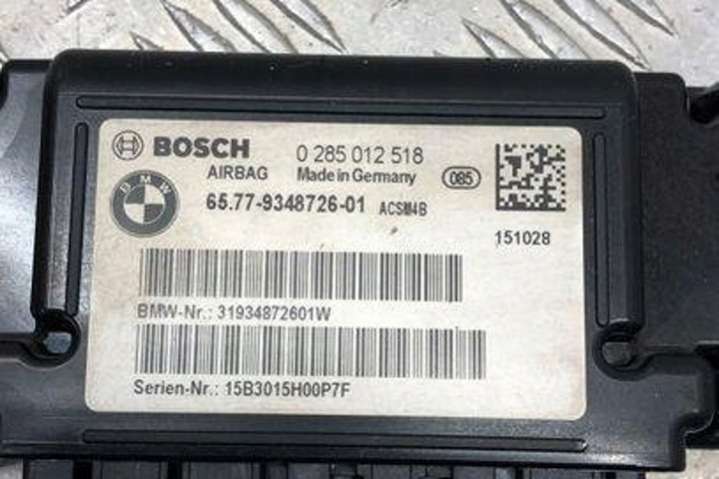 BOSCH 0 285 012 518
AIRBAG Made in Germany 085
BMW 65.77-9348726-01 ACSM4B
151028
BMW-Nr.: 31934872601W
Serien-Nr.: 15B3015H00P7F